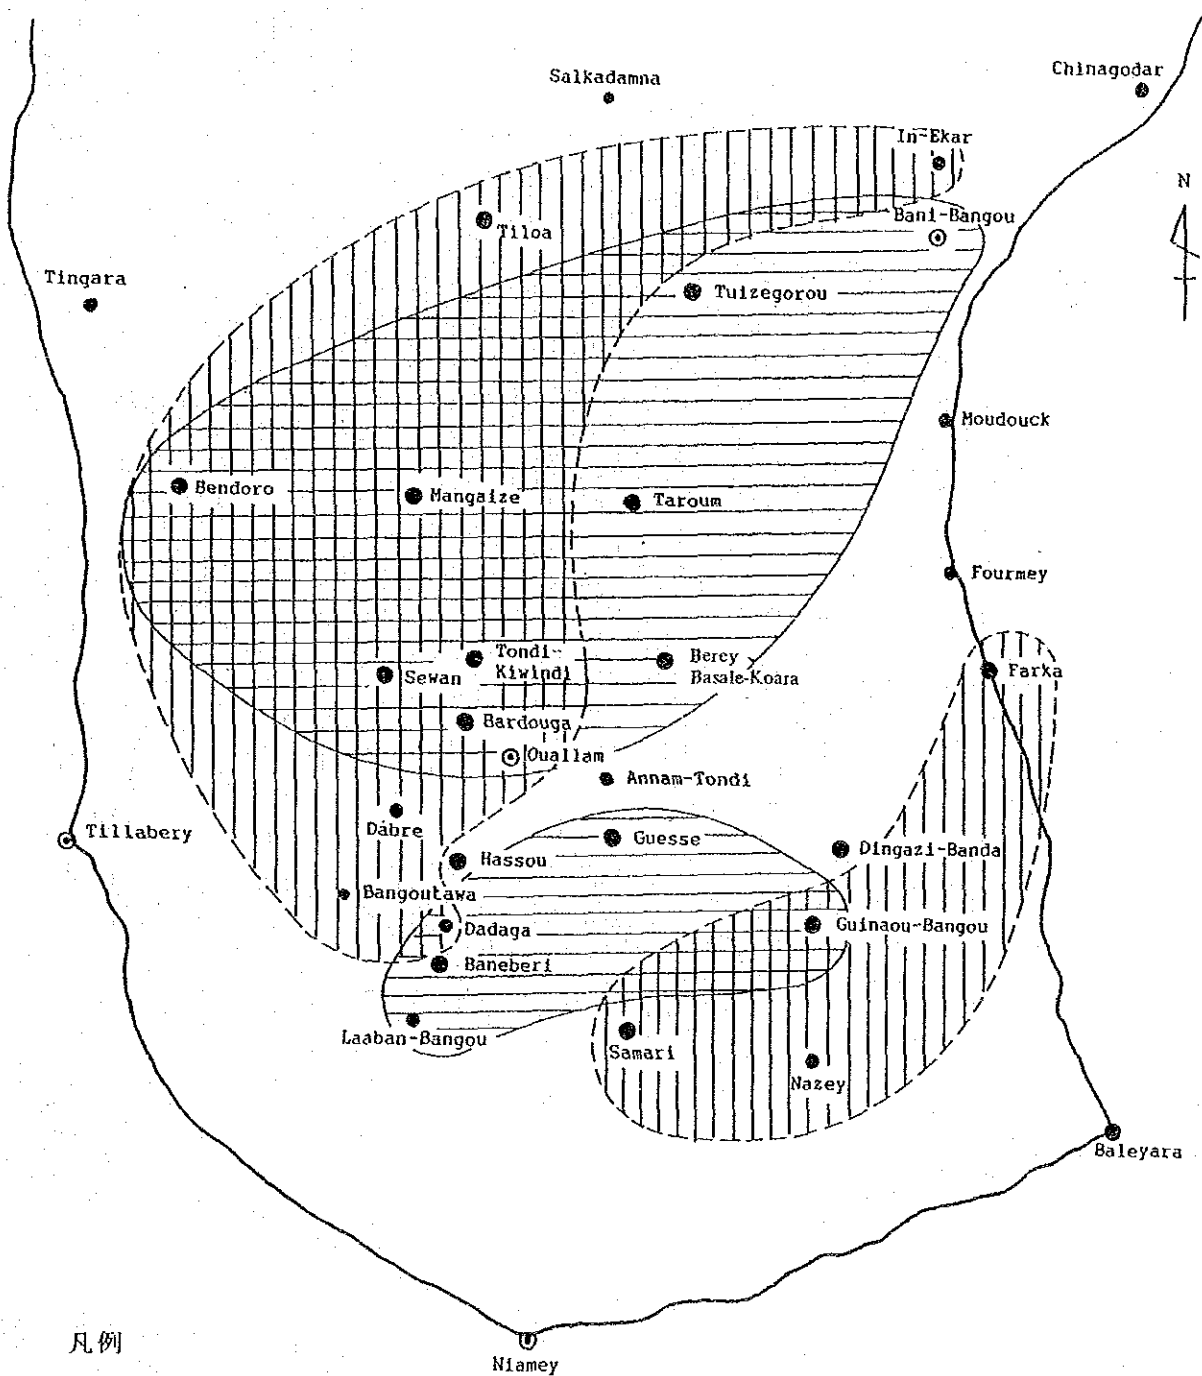 Salkadamna
Chinagodar
In-Ekar
N
Bani-Bangou
Tiloa
Tingara
Tuizegorou
Moudouck
Bendoro
Mangaize
Taroum
Fourmey
Tondi-
Kiwindi
Berey
Basale-Koara
Sewan
Farka
Bardouga
Ouallam
Annam-Tondi
Dabre
Tillabery
Guesse
Dingazi-Banda
Hassou
Bangoutawa
Dadaga
Guinaou-Bangou
Baneberi
Laaban-Bangou
Samari
Nazey
Baleyara
凡例
Niamey